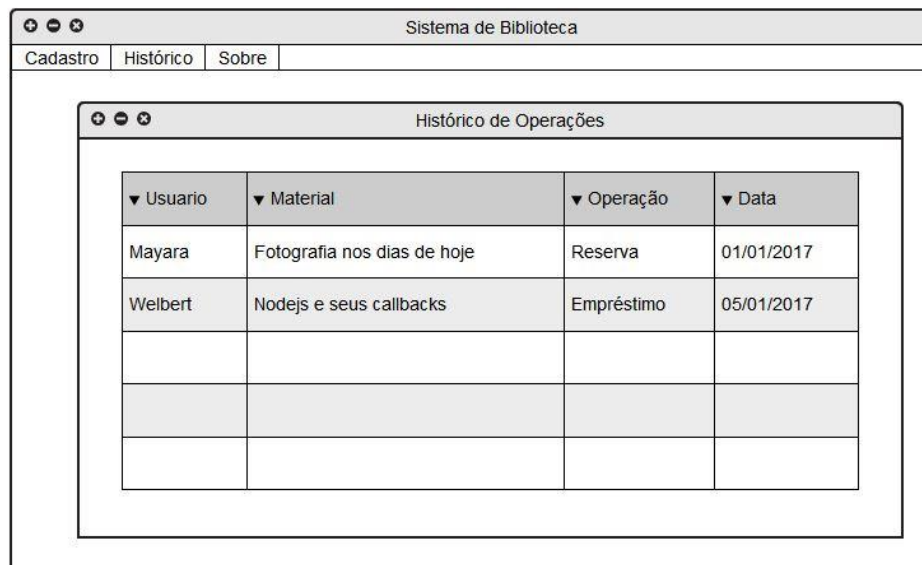 Sistema de Biblioteca
Cadastro Histórico Sobre
Histórico de Operações
▼ Usuario ▼ Material ▼ Operação ▼ Data
Mayara Fotografia nos dias de hoje Reserva 01/01/2017
Welbert Nodejs e seus callbacks Empréstimo 05/01/2017